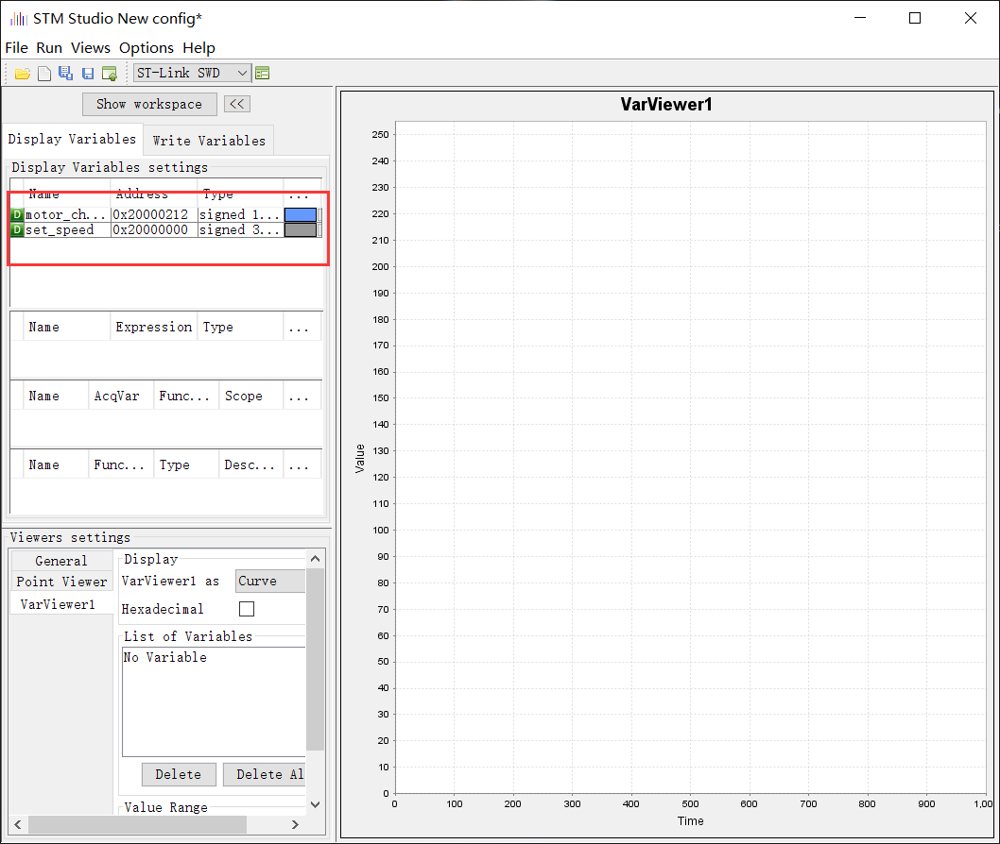 STM Studio New config*
File Run Views Options Help
ST-Link SWD
Show workspace <<
Display Variables Write Variables
Display Variables settings
Name Address Type ...
D motor_ch... 0x20000212 signed 1...
D set_speed 0x20000000 signed 3...
Name Expression Type ...
Name AcqVar Func... Scope ...
Name Func... Type Desc... ...
Viewers settings
General
Point Viewer
VarViewer1
Display
VarViewer1 as Curve
Hexadecimal
List of Variables
No Variable
Delete Delete Al
Value Range
VarViewer1
250
240
230
220
210
200
190
180
170
160
150
140
130
120
110
100
90
80
70
60
50
40
30
20
10
0
Value
0 100 200 300 400 500 600 700 800 900 1,00
Time